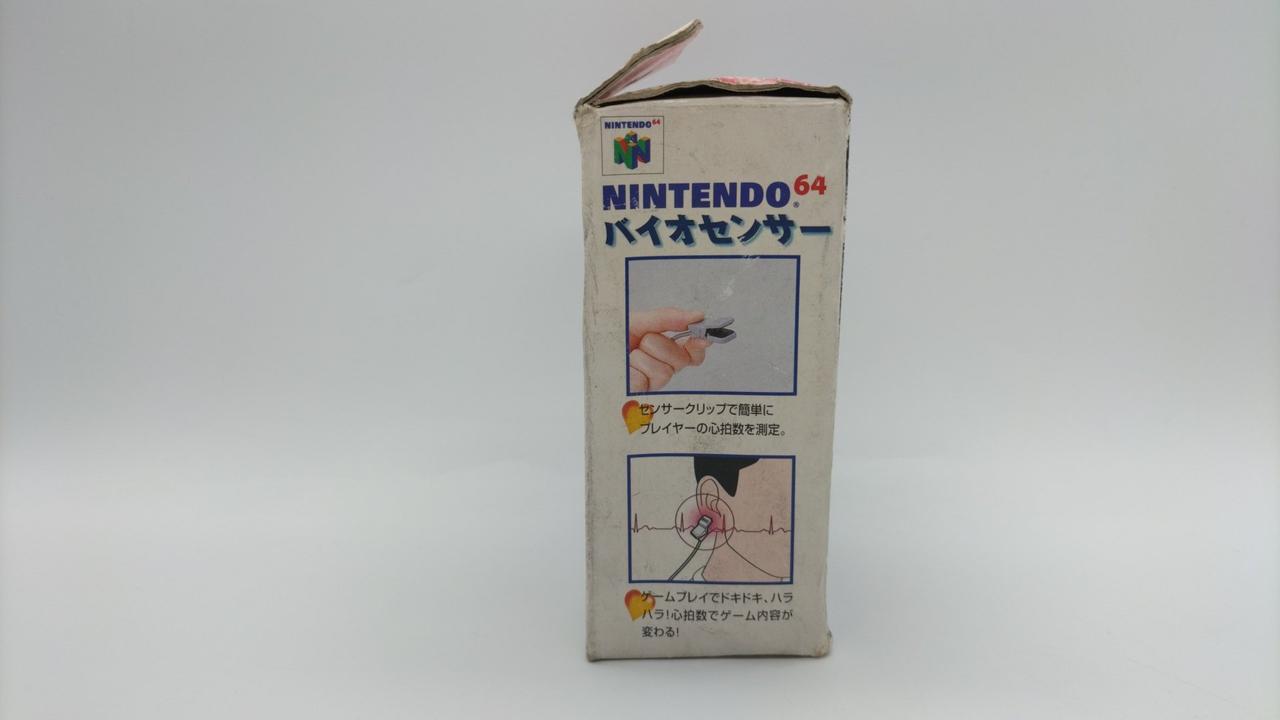 NINTENDO64
NINTENDO®64
バイオセンサー
センサークリップで簡単に
プレイヤーの心拍数を測定。
ゲームプレイでドキドキ、ハラ
ハラ!心拍数でゲーム内容が
変わる!